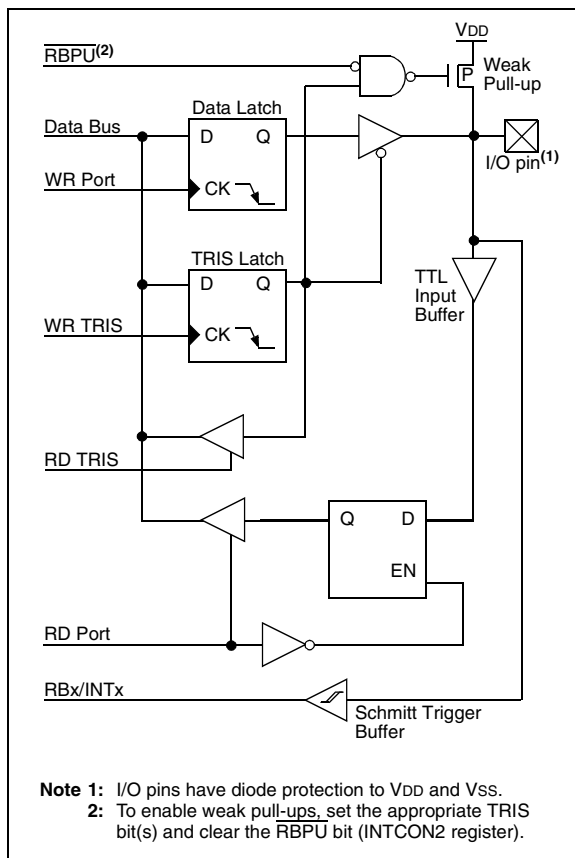 VDD
RBPU(2)
P
Weak
Pull-up
Data Latch
Data Bus
D
Q
I/O pin(1)
WR Port
CK
TRIS Latch
D
Q
TTL
Input
Buffer
WR TRIS
CK
RD TRIS
Q
D
EN
RD Port
RBx/INTx
Schmitt Trigger
Buffer
Note 1: I/O pins have diode protection to VDD and VSS.
2: To enable weak pull-ups, set the appropriate TRIS
bit(s) and clear the RBPU bit (INTCON2 register).